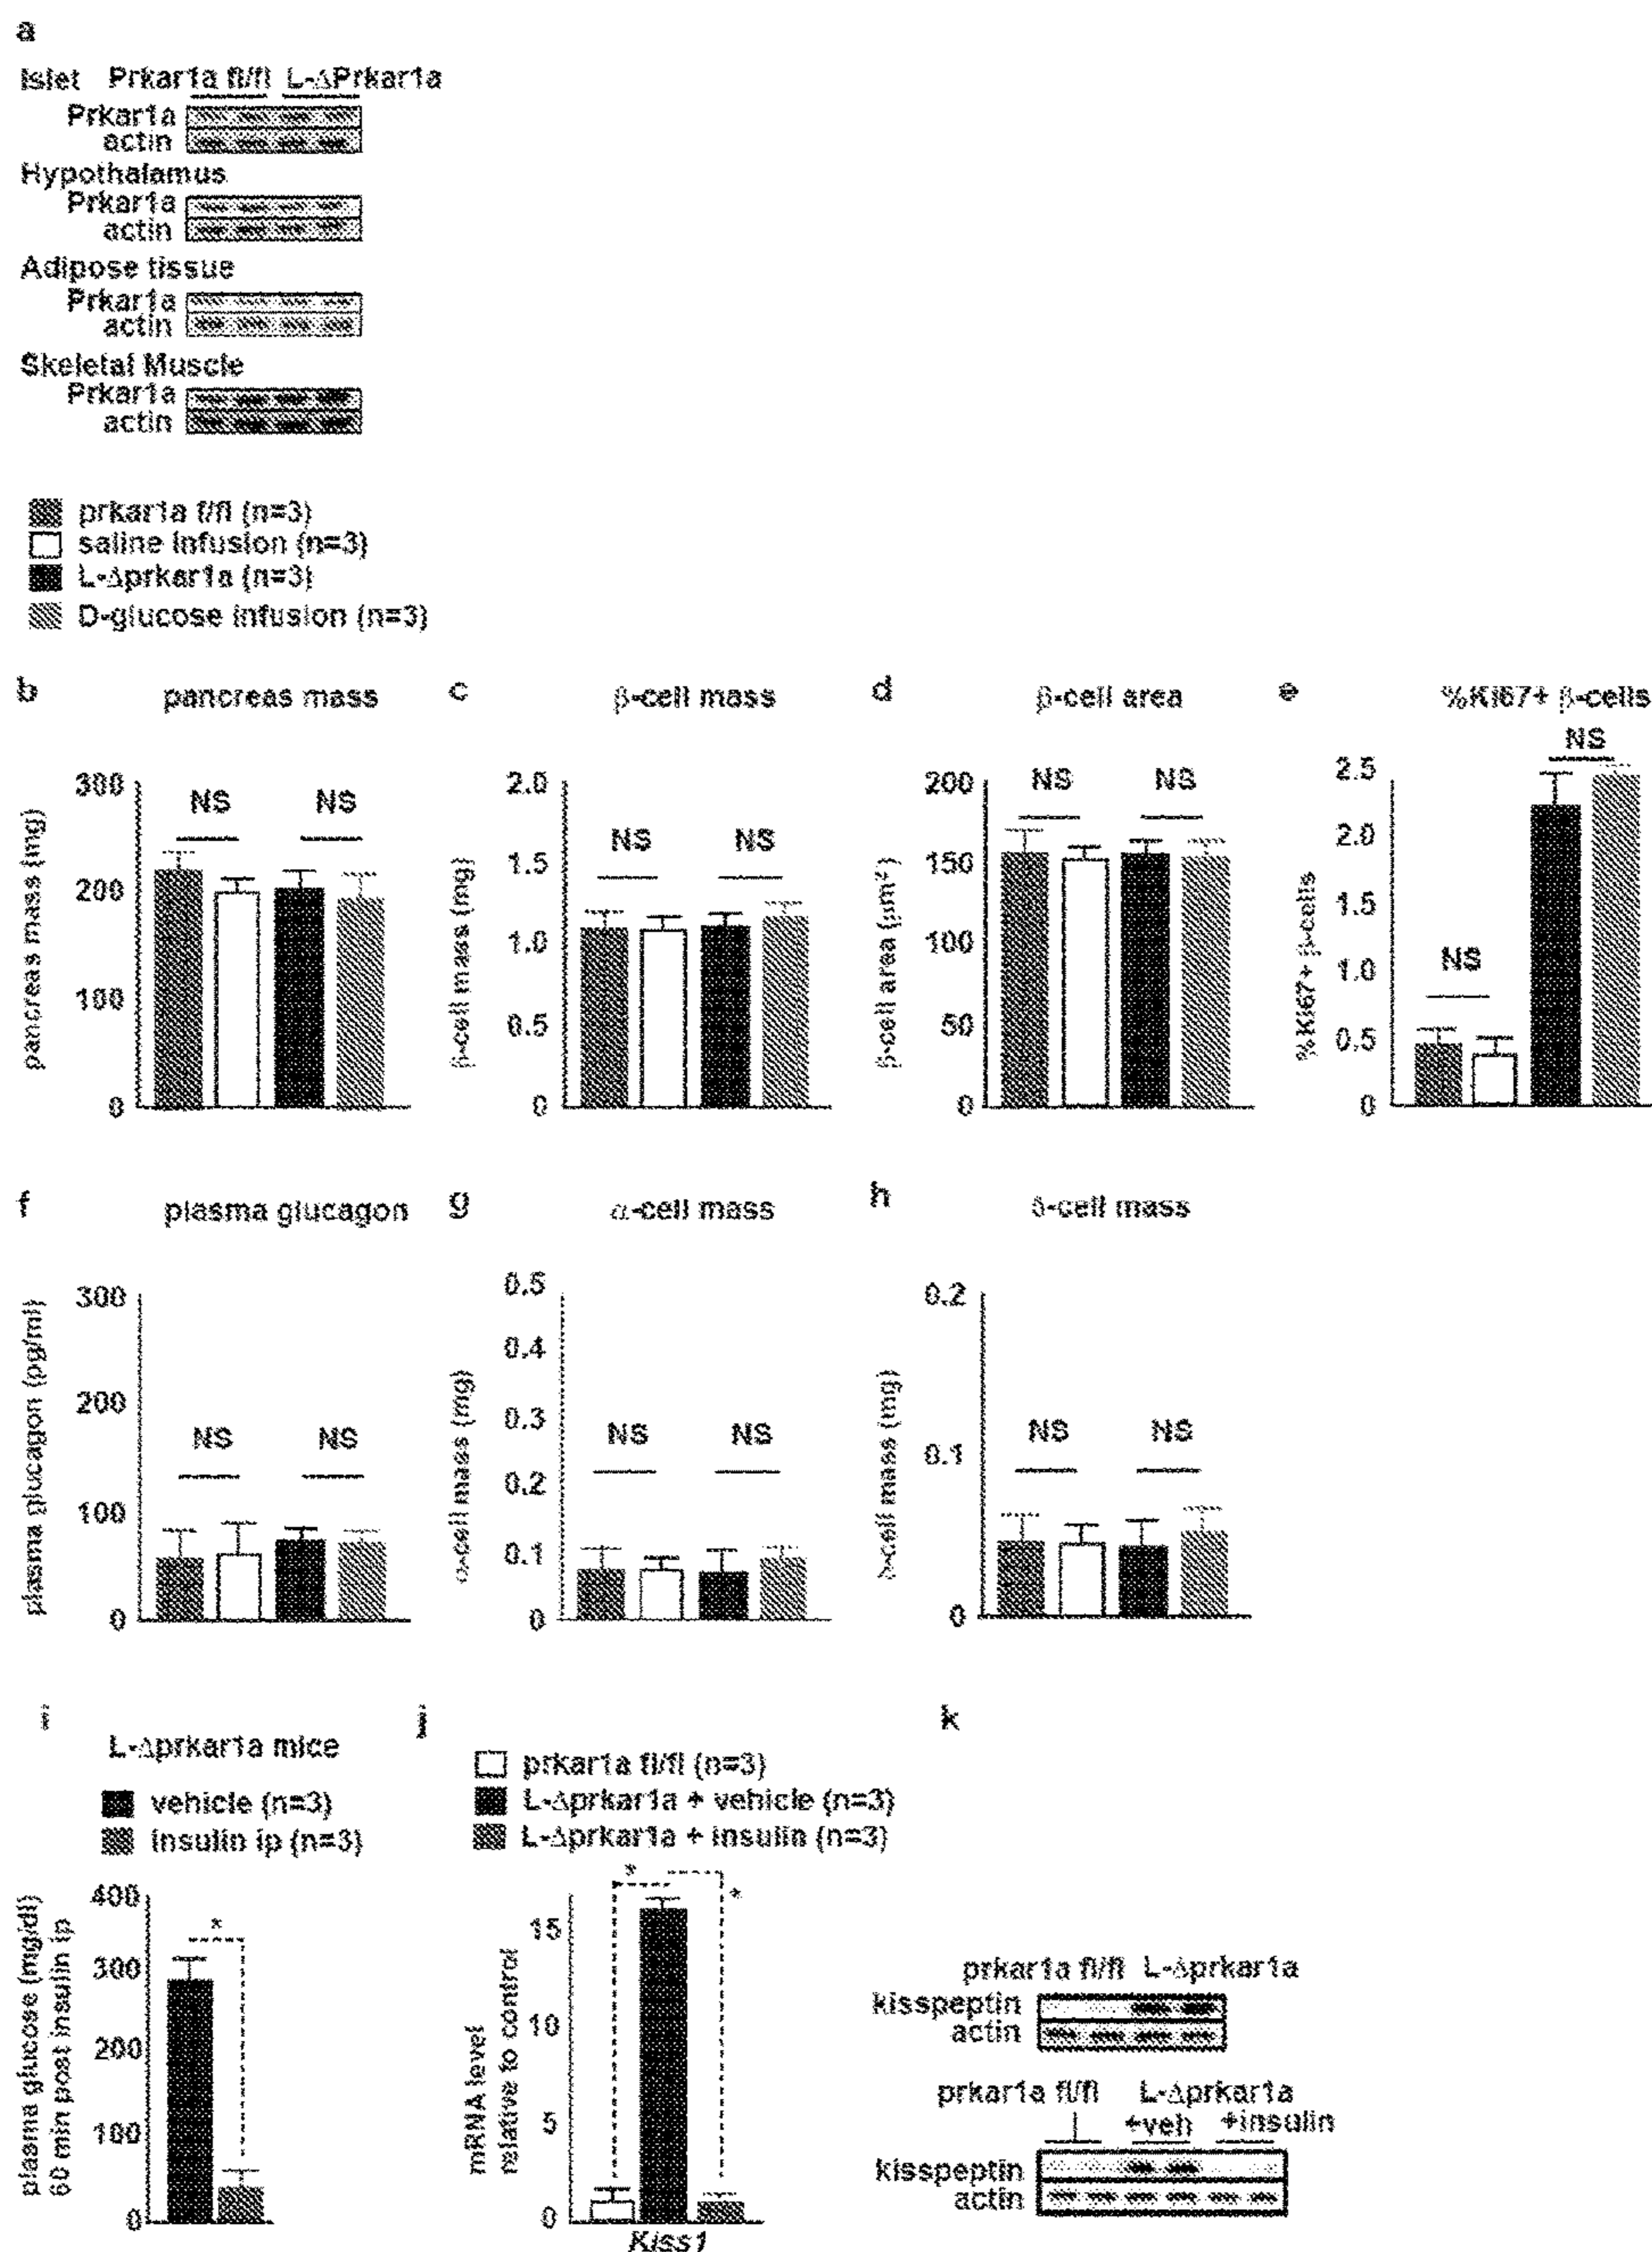 a
Islet Prkar1a fl/fl L-ΔPrkar1a
Prkar1a
actin
Hypothalamus
Prkar1a
actin
Adipose tissue
Prkar1a
actin
Skeletal Muscle
Prkar1a
actin
prkar1a f/fl (n=3)
saline infusion (n=3)
L-Δprkar1a (n=3)
D-glucose infusion (n=3)
b pancreas mass
pancreas mass (mg)
300
200
100
0
NS NS
c β-cell mass
β-cell mass (mg)
2.0
1.5
1.0
0.5
0
NS NS
d β-cell area
β-cell area (μm²)
200
150
100
50
0
NS NS
e %Ki67+ β-cells
%Ki67+ β-cells
2.5
2.0
1.5
1.0
0.5
0
NS
NS
f plasma glucagon
plasma glucagon (pg/ml)
300
200
100
0
NS NS
g α-cell mass
α-cell mass (mg)
0.5
0.4
0.3
0.2
0.1
0
NS NS
h δ-cell mass
δ-cell mass (mg)
0.2
0.1
0
NS NS
i
L-Δprkar1a mice
vehicle (n=3)
insulin ip (n=3)
plasma glucose (mg/dl)
60 min post insulin ip
400
300
200
100
0
*
j
prkar1a fl/fl (n=3)
L-Δprkar1a + vehicle (n=3)
L-Δprkar1a + insulin (n=3)
mRNA level
relative to control
15
10
5
0
*
*
Kiss1
k
prkar1a fl/fl L-Δprkar1a
kisspeptin
actin
prkar1a fl/fl L-Δprkar1a
+veh +insulin
kisspeptin
actin